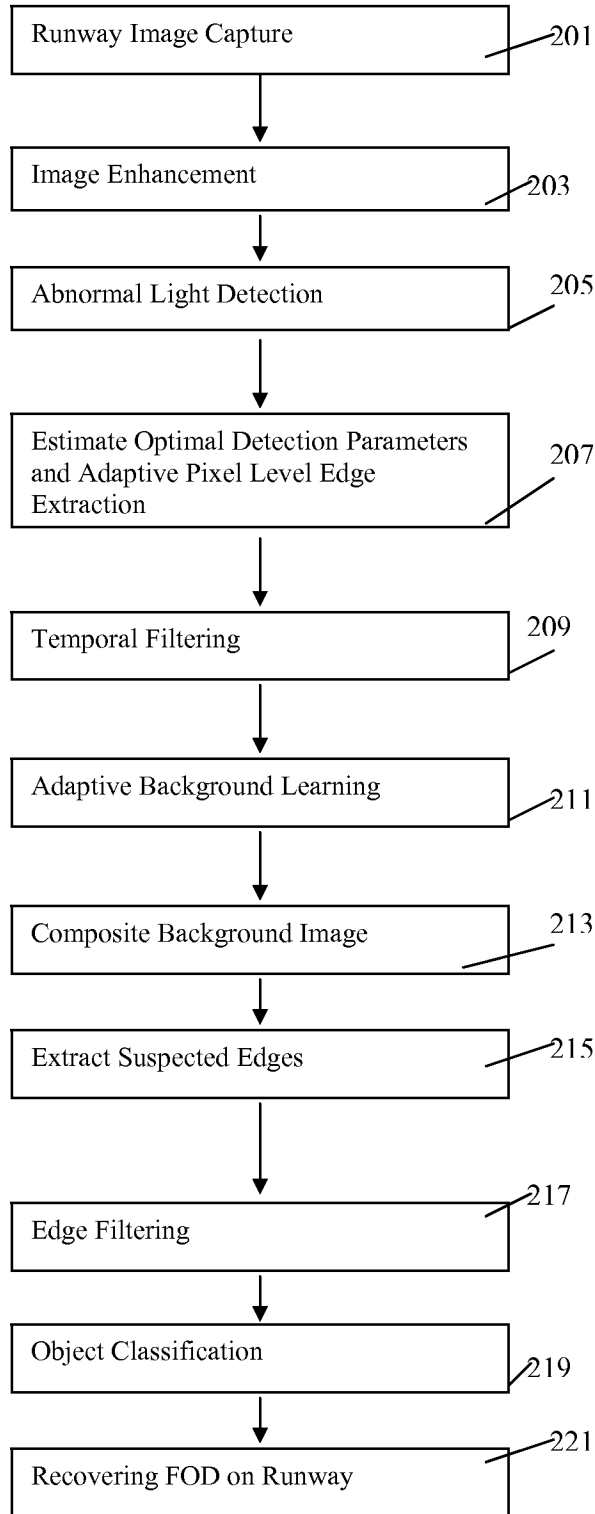 Runway Image Capture
201
Image Enhancement
203
Abnormal Light Detection
205
Estimate Optimal Detection Parameters
and Adaptive Pixel Level Edge
Extraction
207
Temporal Filtering
209
Adaptive Background Learning
211
Composite Background Image
213
Extract Suspected Edges
215
Edge Filtering
217
Object Classification
219
Recovering FOD on Runway
221